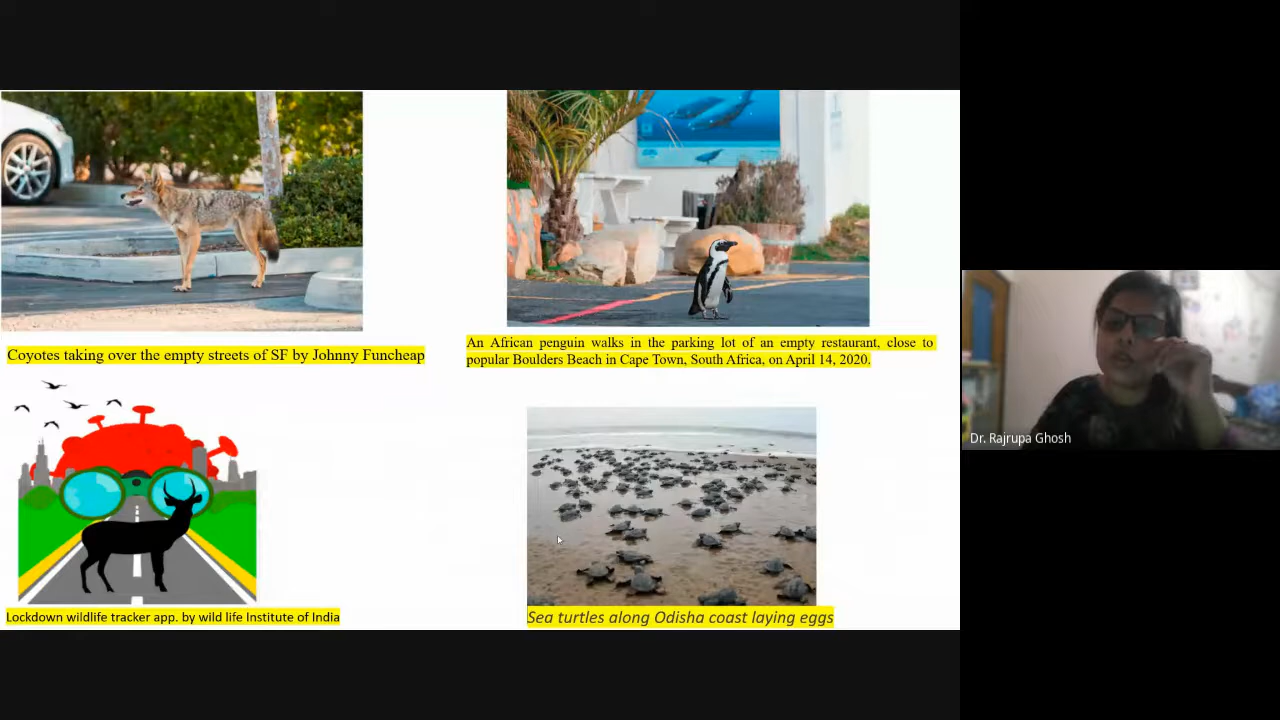 Coyotes taking over the empty streets of SF by Johnny Funcheap
An African penguin walks in the parking lot of an empty restaurant, close to
popular Boulders Beach in Cape Town, South Africa, on April 14, 2020.
Lockdown wildlife tracker app. by wild life Institute of India
Sea turtles along Odisha coast laying eggs
Dr. Rajrupa Ghosh